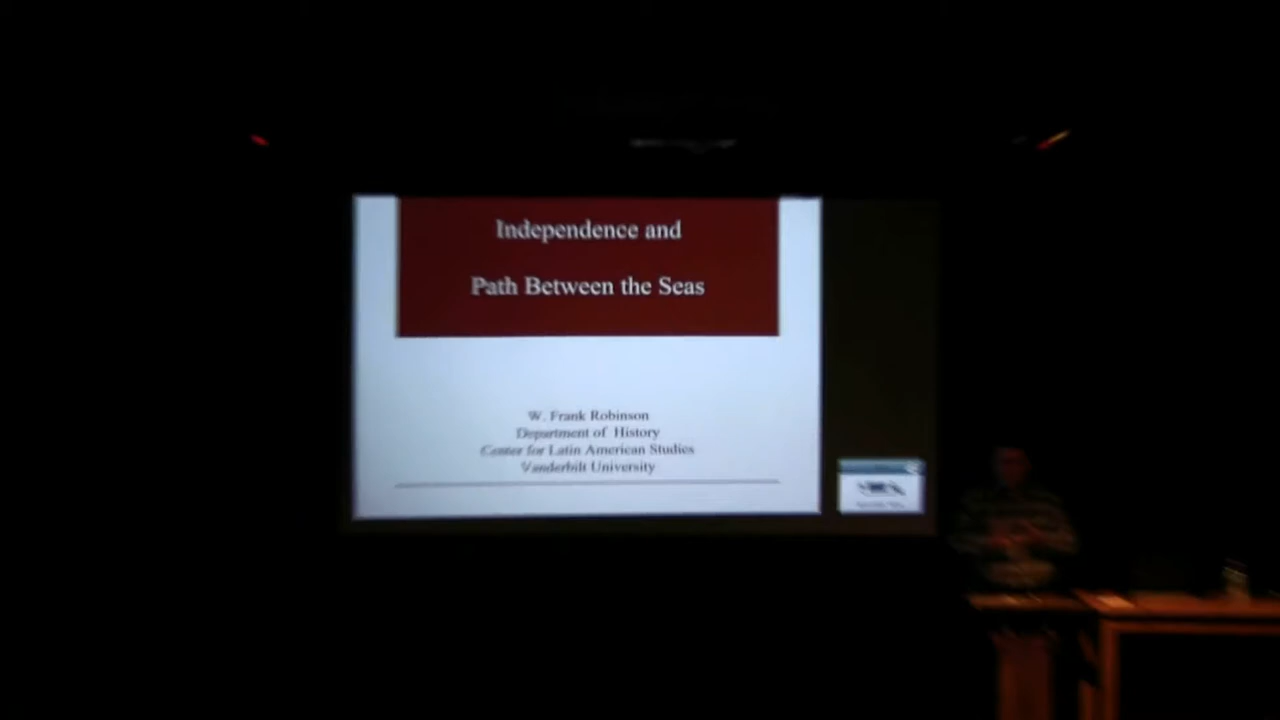 Independence and
Path Between the Seas
W. Frank Robinson
Department of History
Center for Latin American Studies
Vanderbilt University